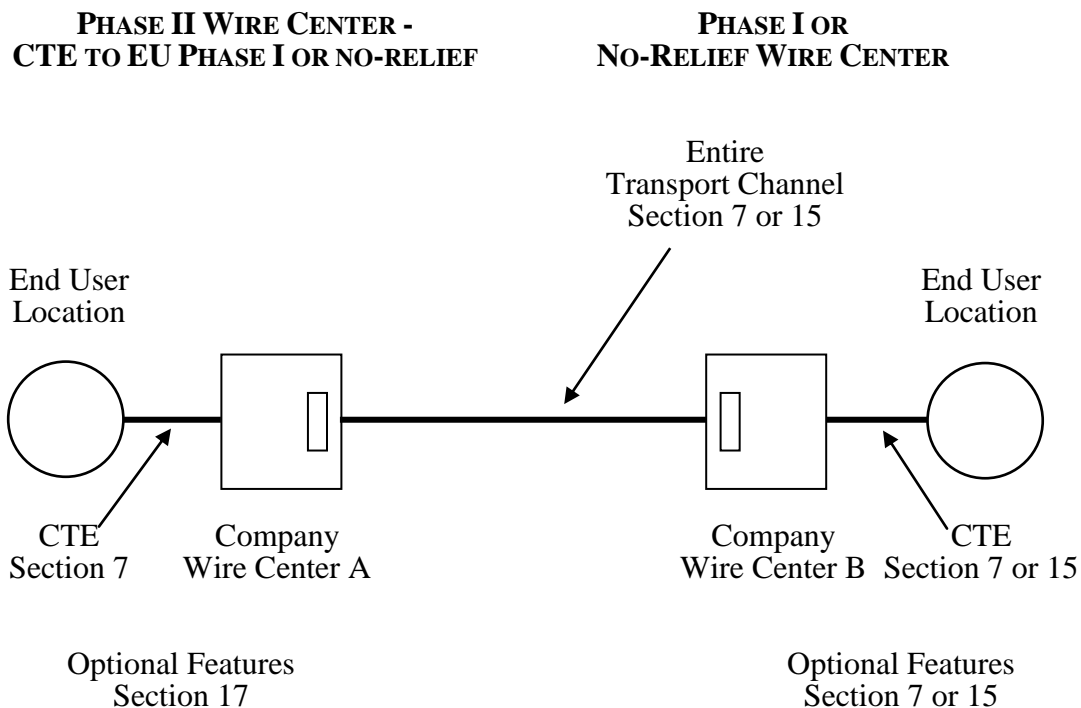 PHASE II WIRE CENTER -
CTE TO EU PHASE I OR NO-RELIEF
PHASE I OR
NO-RELIEF WIRE CENTER
Entire
Transport Channel
Section 7 or 15
End User
Location
End User
Location
CTE
Section 7
Company
Wire Center A
Company
Wire Center B
CTE
Section 7 or 15
Optional Features
Section 17
Optional Features
Section 7 or 15